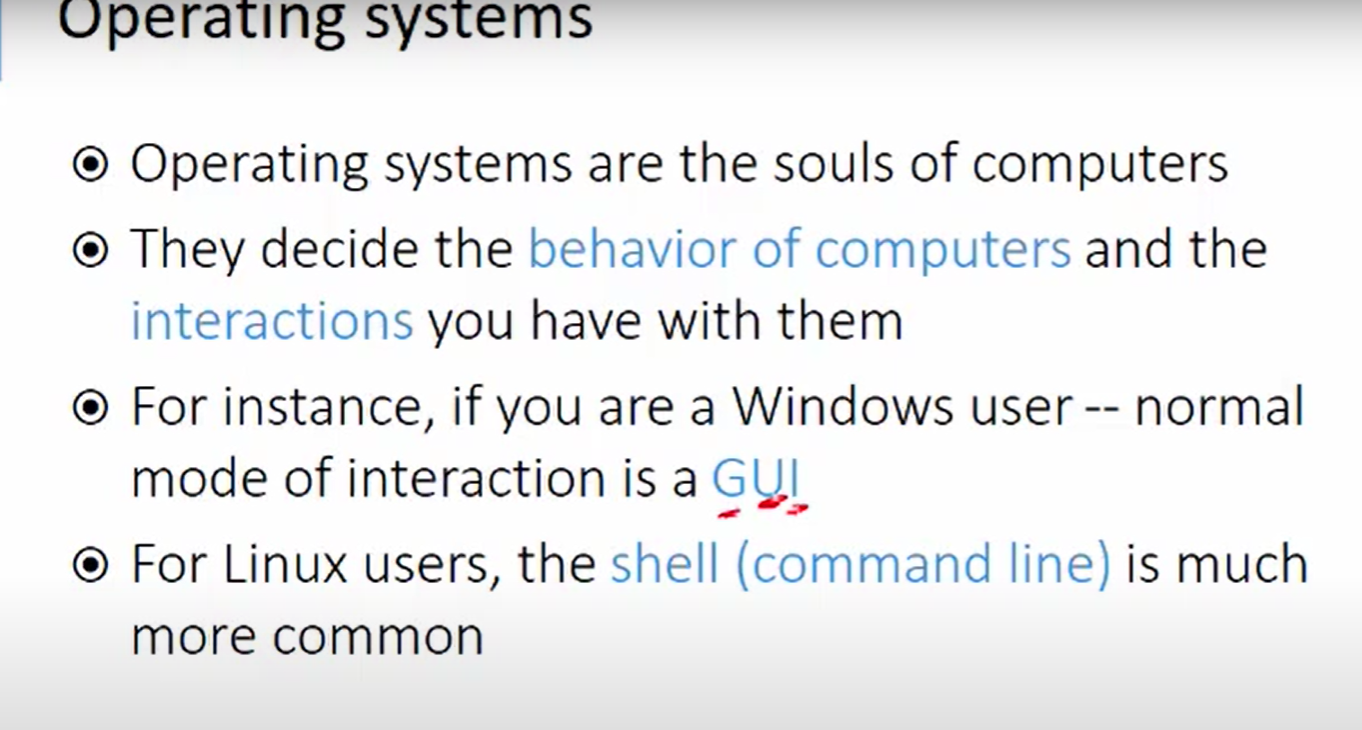 Operating systems
Operating systems are the souls of computers
They decide the behavior of computers and the
interactions you have with them
For instance, if you are a Windows user -- normal
mode of interaction is a GUI
For Linux users, the shell (command line) is much
more common